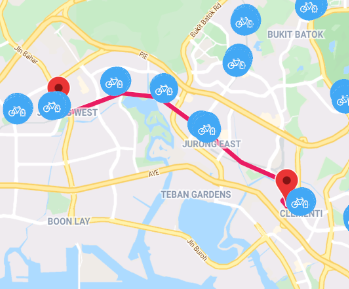 Bukit Batok Rd
BUKIT BATOK
Jln Bahar
PIE
JURONG WEST
JURONG EAST
AYE
TEBAN GARDENS
CLEMENTI
BOON LAY
Jln Buroh